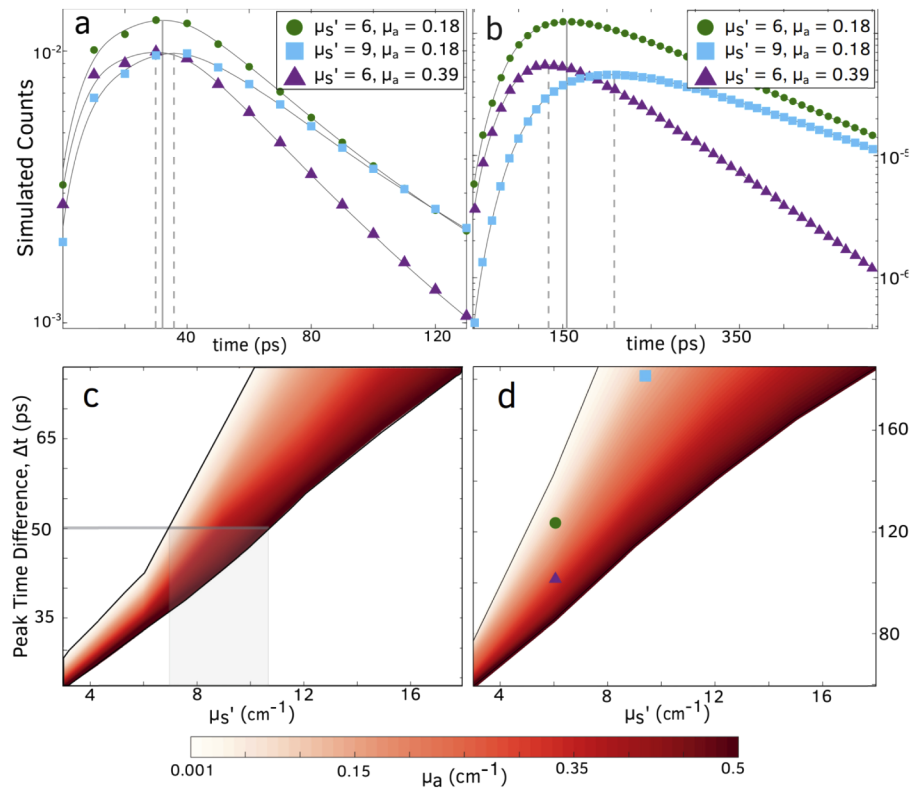 a
μs' = 6, μa = 0.18
μs' = 9, μa = 0.18
μs' = 6, μa = 0.39
b
μs' = 6, μa = 0.18
μs' = 9, μa = 0.18
μs' = 6, μa = 0.39
Simulated Counts
10-2
10-3
10-5
10-6
40 80 120
time (ps)
150 350
time (ps)
c
d
Peak Time Difference, Δt (ps)
65
50
35
160
120
80
4 8 12 16
μs' (cm-1)
4 8 12 16
μs' (cm-1)
0.001 0.15 0.35 0.5
μa (cm-1)